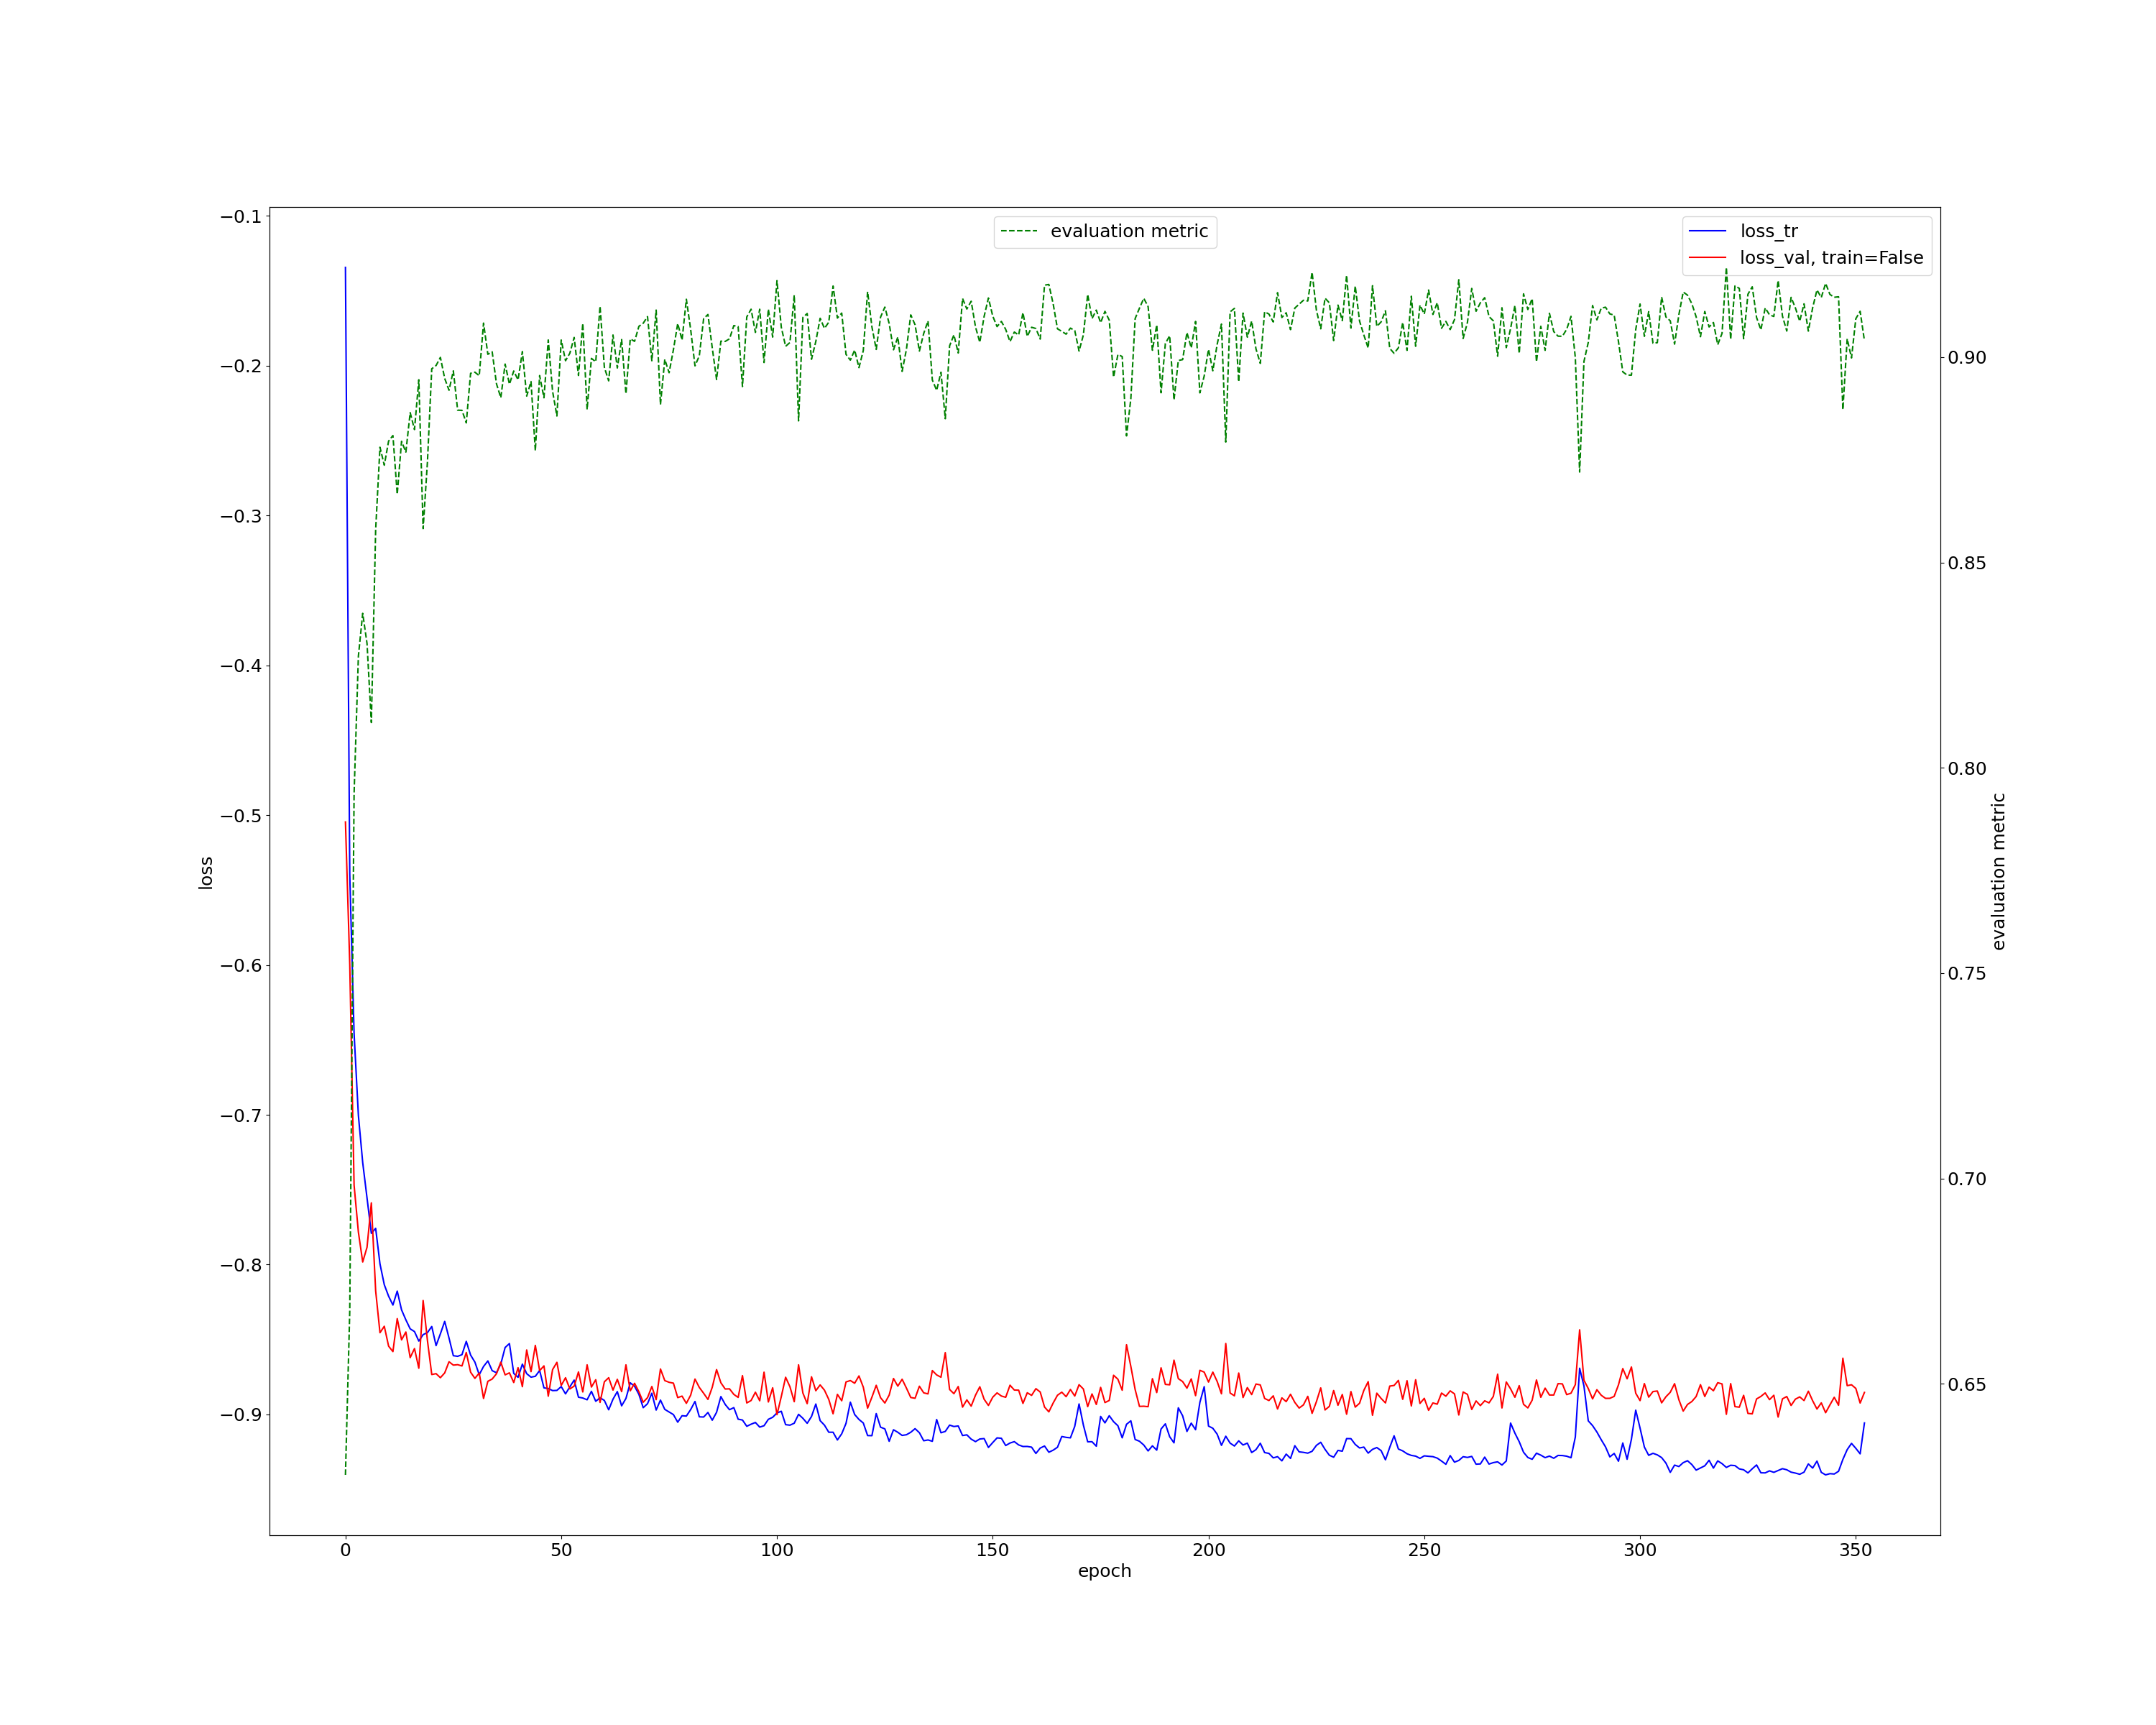 evaluation metric
loss_tr
loss_val, train=False
−0.1
−0.2
−0.3
−0.4
−0.5
−0.6
−0.7
−0.8
−0.9
loss
0.90
0.85
0.80
0.75
0.70
0.65
evaluation metric
0 50 100 150 200 250 300 350
epoch